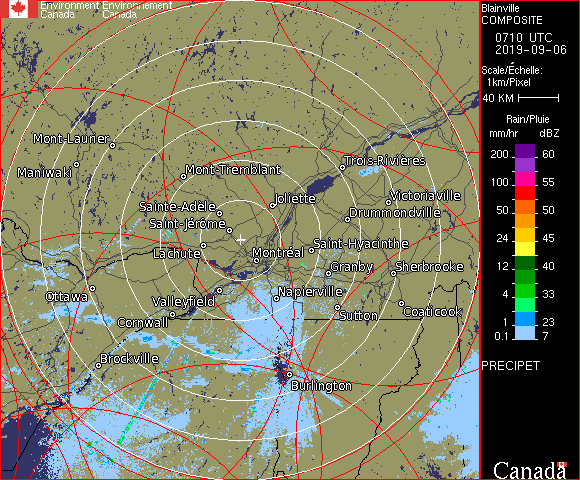 Environment Environnement
Canada Canada
Blainville
COMPOSITE
0710 UTC
2019-09-06
Scale/Échelle:
1km/Pixel
40 KM
Rain/Pluie
mm/hr dBZ
200 60
100 55
50 50
24 45
12 40
4 33
1 23
0.1 7
PRECIPET
Mont-Laurier
Maniwaki
Mont-Tremblant
Trois-Rivières
Joliette
Victoriaville
Sainte-Adele
Drummondville
Saint-Jérôme
Lachute
Montréal
Saint-Hyacinthe
Granby
Sherbrooke
Ottawa
Valleyfield
Napierville
Cornwall
Sutton
Coaticook
Brockville
Burlington
Canada